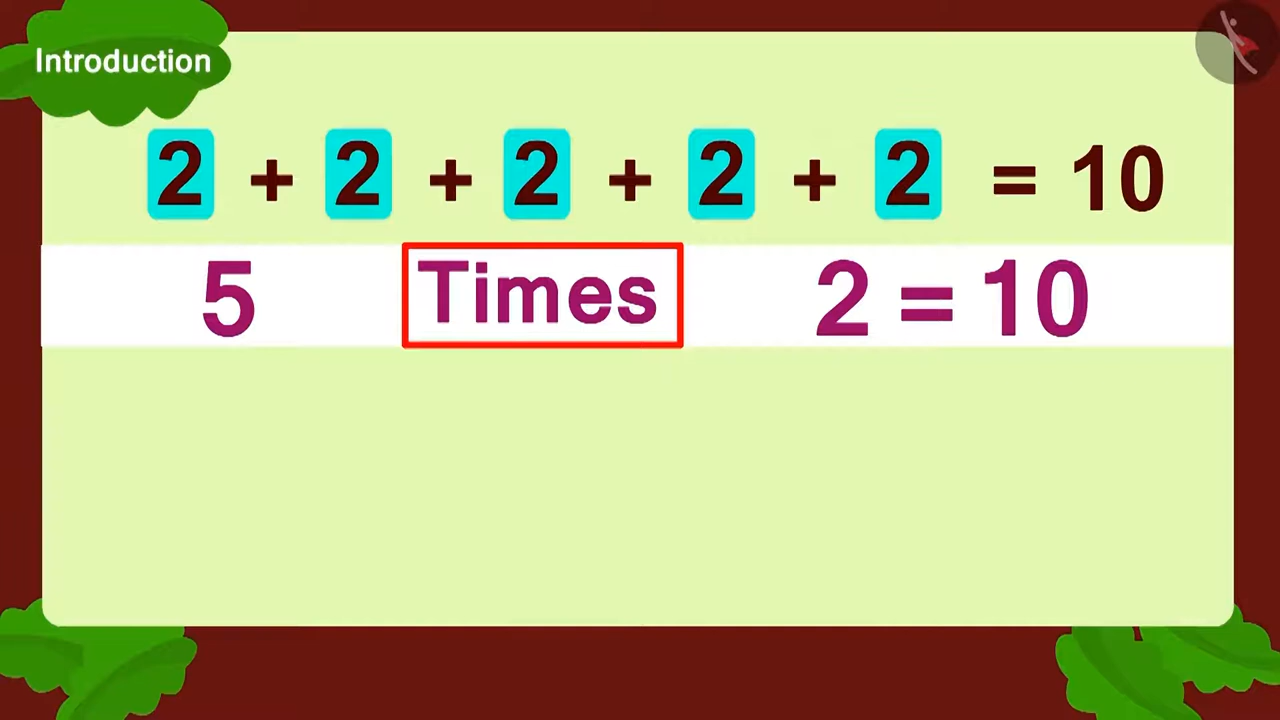 Introduction
2 + 2 + 2 + 2 + 2 = 10
5 Times 2 = 10